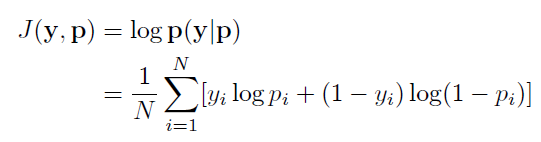 J(y, p) = log p(y|p)
= 1/N ∑_{i=1}^{N} [y_i log p_i + (1 − y_i) log(1 − p_i)]